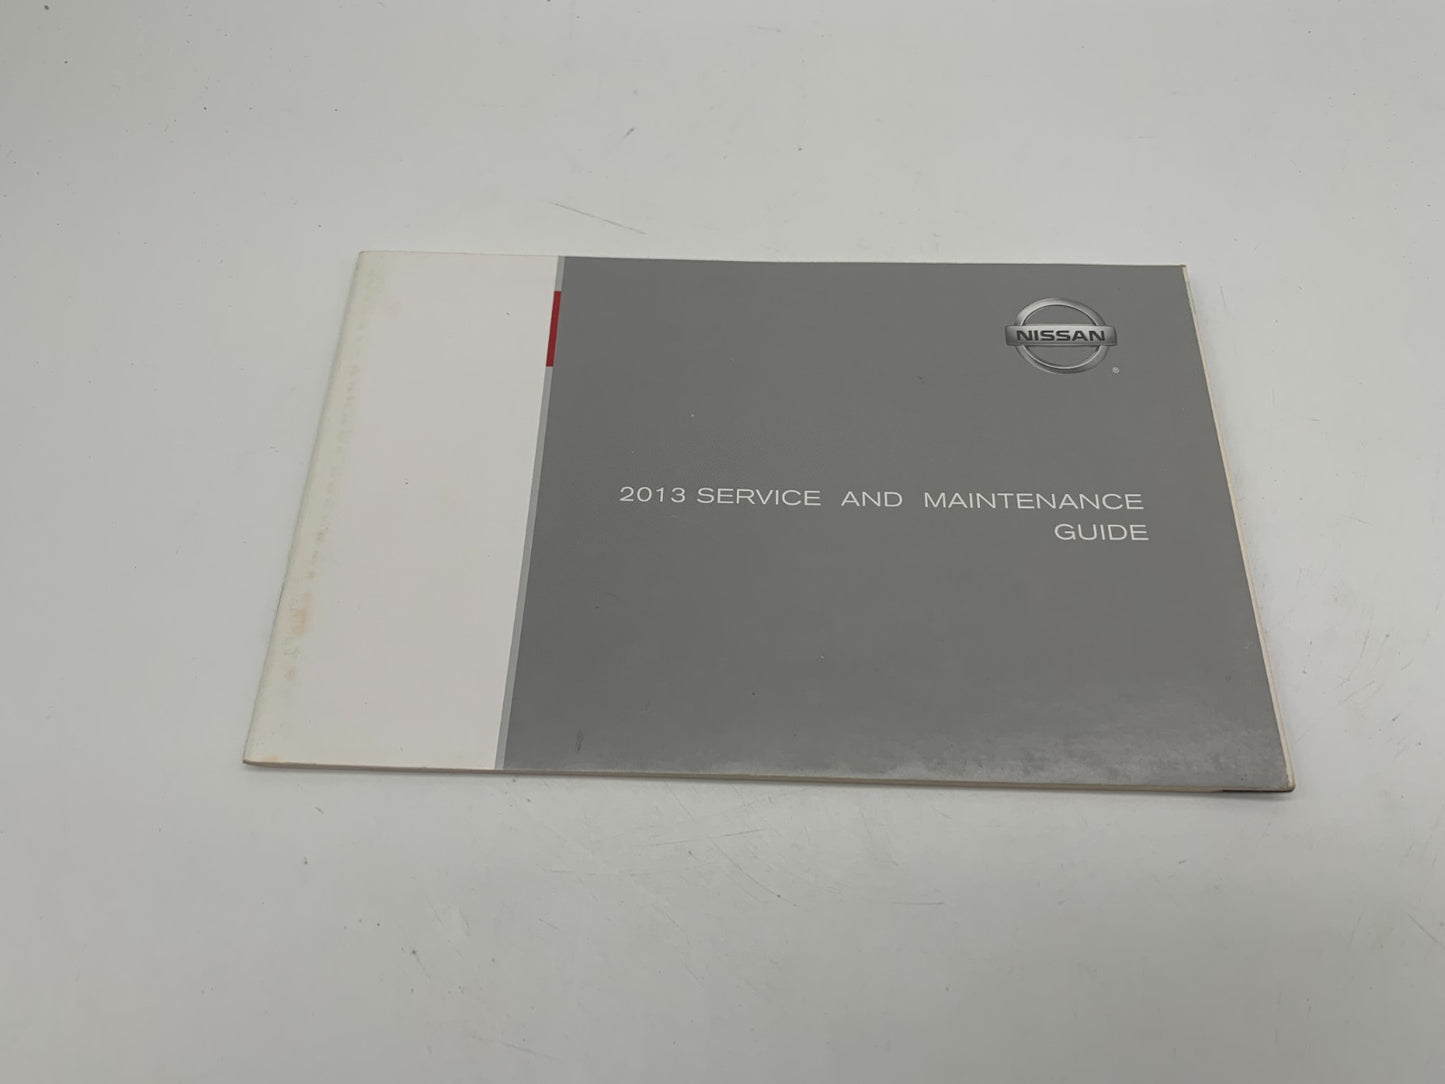 NISSAN
®
2013 SERVICE AND MAINTENANCE
GUIDE